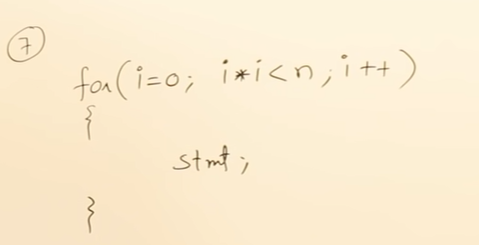 7
for(i=0; i*i<n; i++)
{
stmt;
}